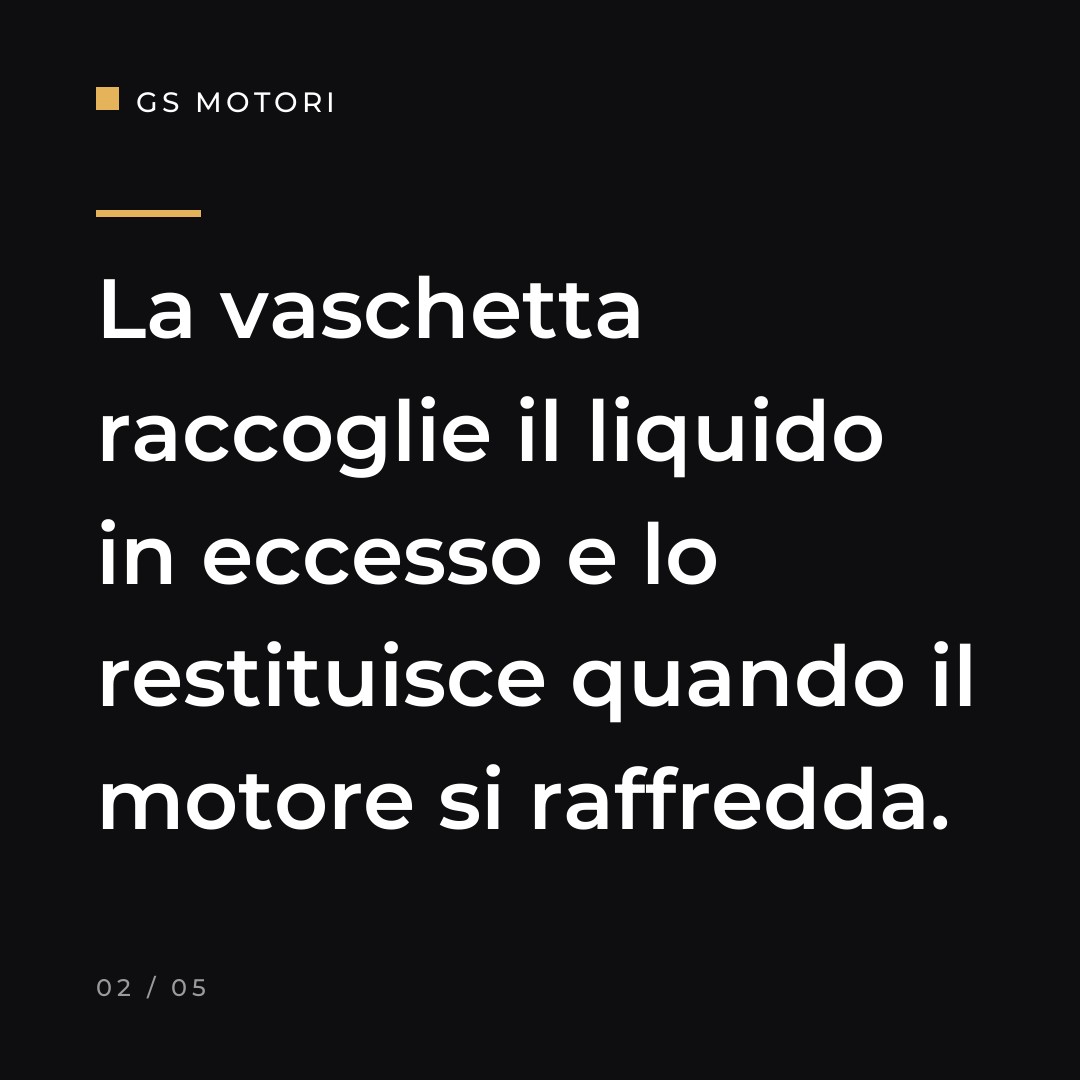 GS MOTORI
La vaschetta
raccoglie il liquido
in eccesso e lo
restituisce quando il
motore si raffredda.
02 / 05